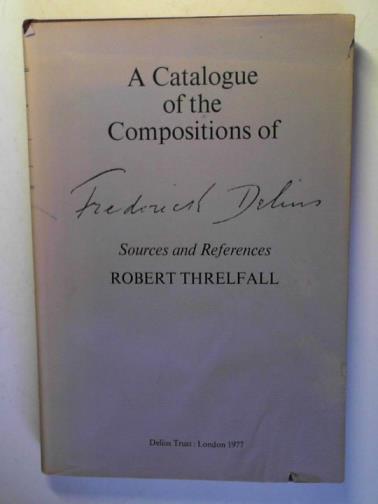 A Catalogue
of the
Compositions of
Frederick Delius
Sources and References
ROBERT THRELFALL
Delius Trust : London 1977